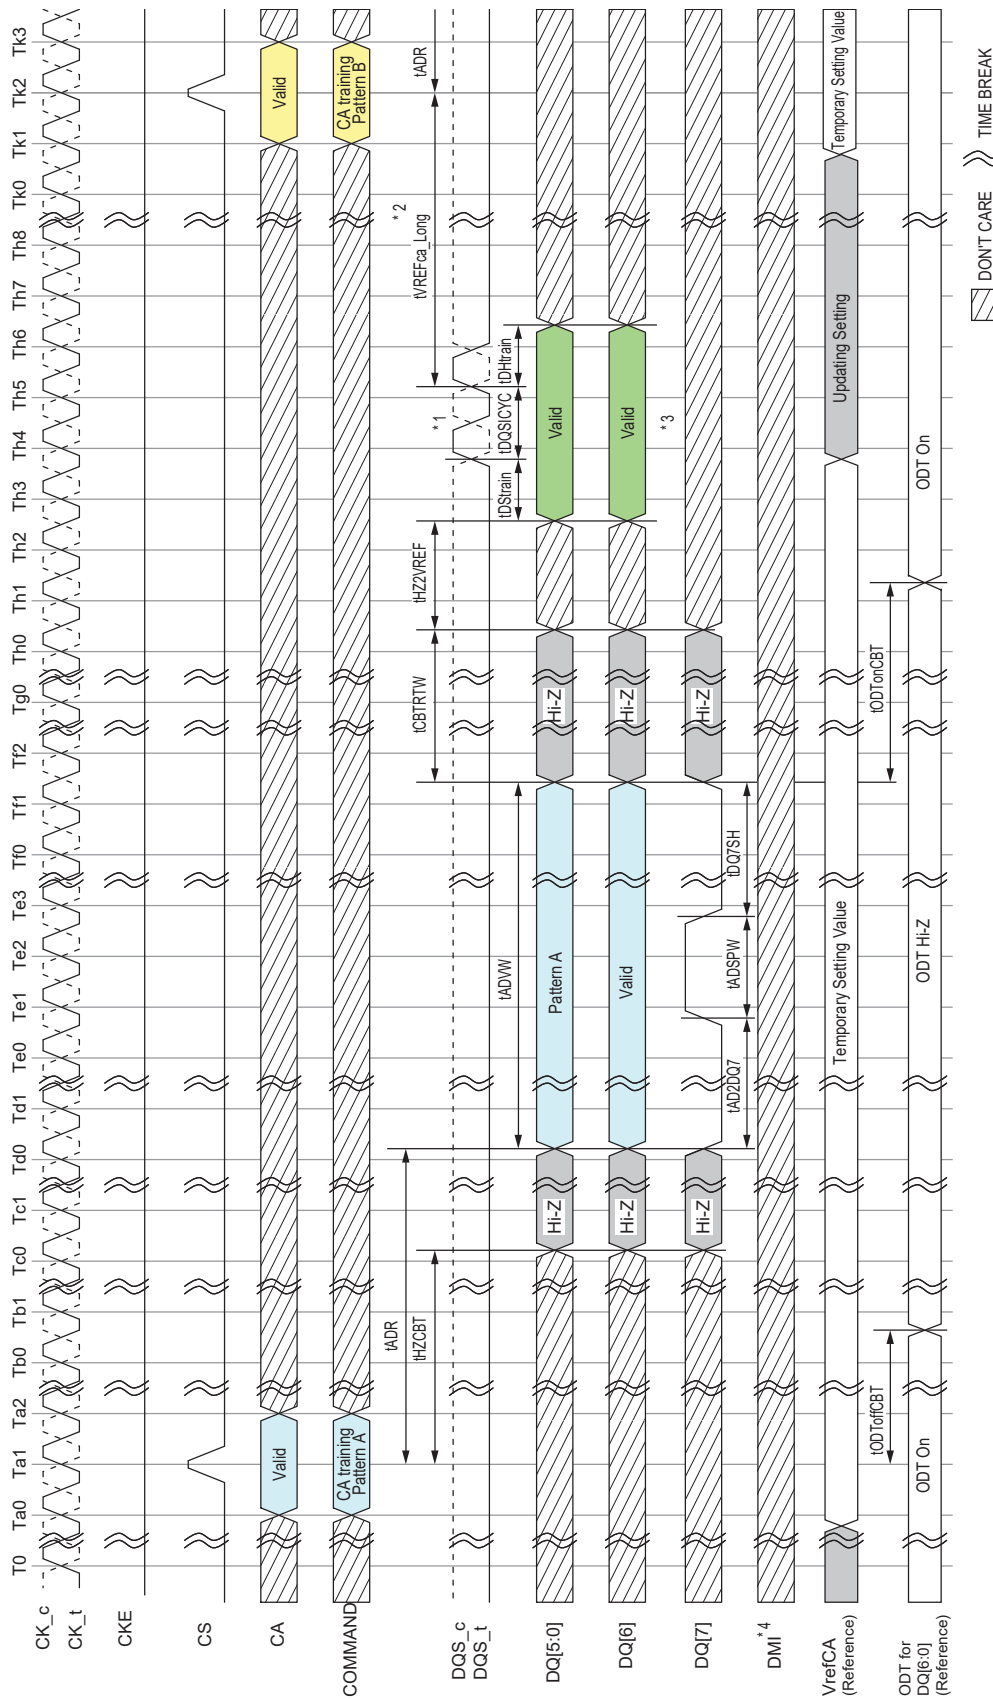 T0 Ta0 Ta1 Ta2 Tb0 Tb1 Tc0 Tc1 Td0 Td1 Te0 Te1 Te2 Te3 Tf0 Tf1 Tf2 Tg0 Th0 Th1 Th2 Th3 Th4 Th5 Th6 Th7 Th8 Tk0 Tk1 Tk2 Tk3
CK_c
CK_t
CKE
CS
CA Valid Valid
COMMAND
CA training
Pattern A
CA training
Pattern B
tADR tADR
tHZCBT tCBTRTW tHZ2VREF tVREFca_Long *2
*1
DQS_c
DQS_t
tADVW tDStrain tDQSICYC tDHtrain
DQ[5:0] Hi-Z Pattern A Hi-Z Valid
DQ[6] Hi-Z Valid Hi-Z Valid
*3
DQ[7] Hi-Z Hi-Z
tAD2DQ7 tADSPW tDQ7SH
DMI*4
VrefCA
(Reference)
Temporary Setting Value Updating Setting Temporary Setting Value
tODToffCBT tODTonCBT
ODT for
DQ[6:0]
(Reference)
ODT On ODT Hi-Z ODT On
DON'T CARE TIME BREAK